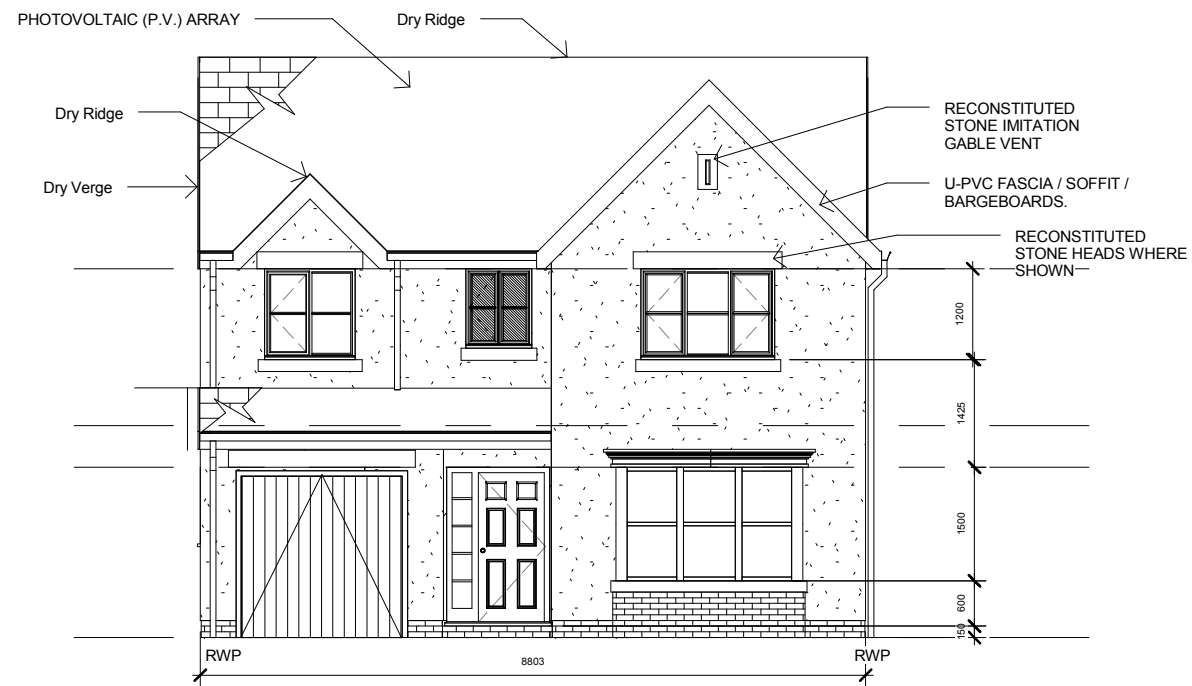 PHOTOVOLTAIC (P.V.) ARRAY
Dry Ridge
Dry Ridge
Dry Verge
RECONSTITUTED
STONE IMITATION
GABLE VENT
U-PVC FASCIA / SOFFIT /
BARGEBOARDS.
RECONSTITUTED
STONE HEADS WHERE
SHOWN
1200
1425
1500
600
150
RWP
RWP
8803